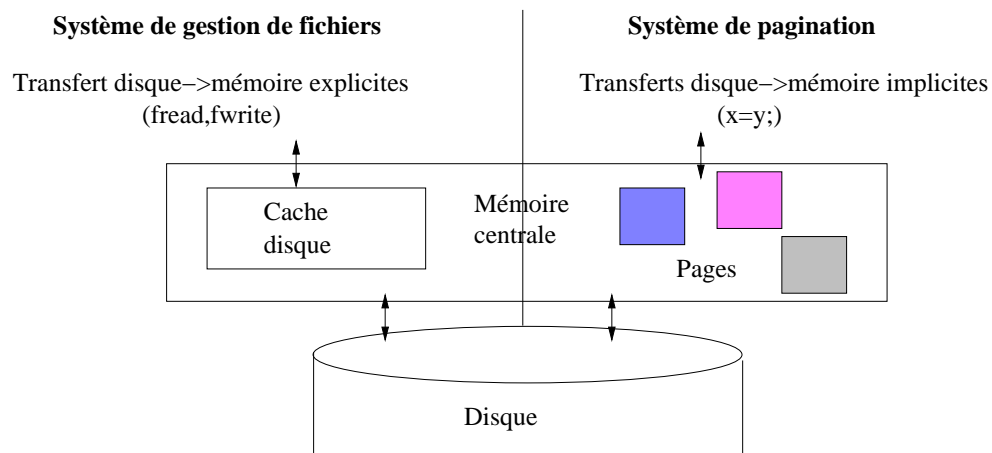 Système de gestion de fichiers
Transfert disque−>mémoire explicites
(fread,fwrite)
Système de pagination
Transferts disque−>mémoire implicites
(x=y;)
Cache
disque
Mémoire
centrale
Pages
Disque